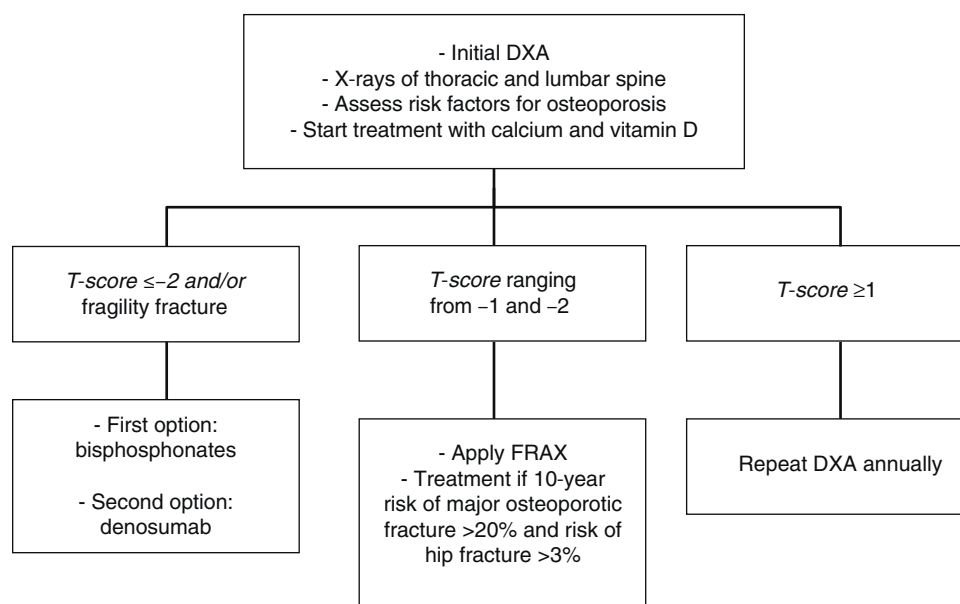 - Initial DXA
- X-rays of thoracic and lumbar spine
- Assess risk factors for osteoporosis
- Start treatment with calcium and vitamin D
T-score ≤–2 and/or
fragility fracture
T-score ranging
from –1 and –2
T-score ≥1
- First option:
bisphosphonates
- Second option:
denosumab
- Apply FRAX
- Treatment if 10-year
risk of major osteoporotic
fracture >20% and risk of
hip fracture >3%
Repeat DXA annually